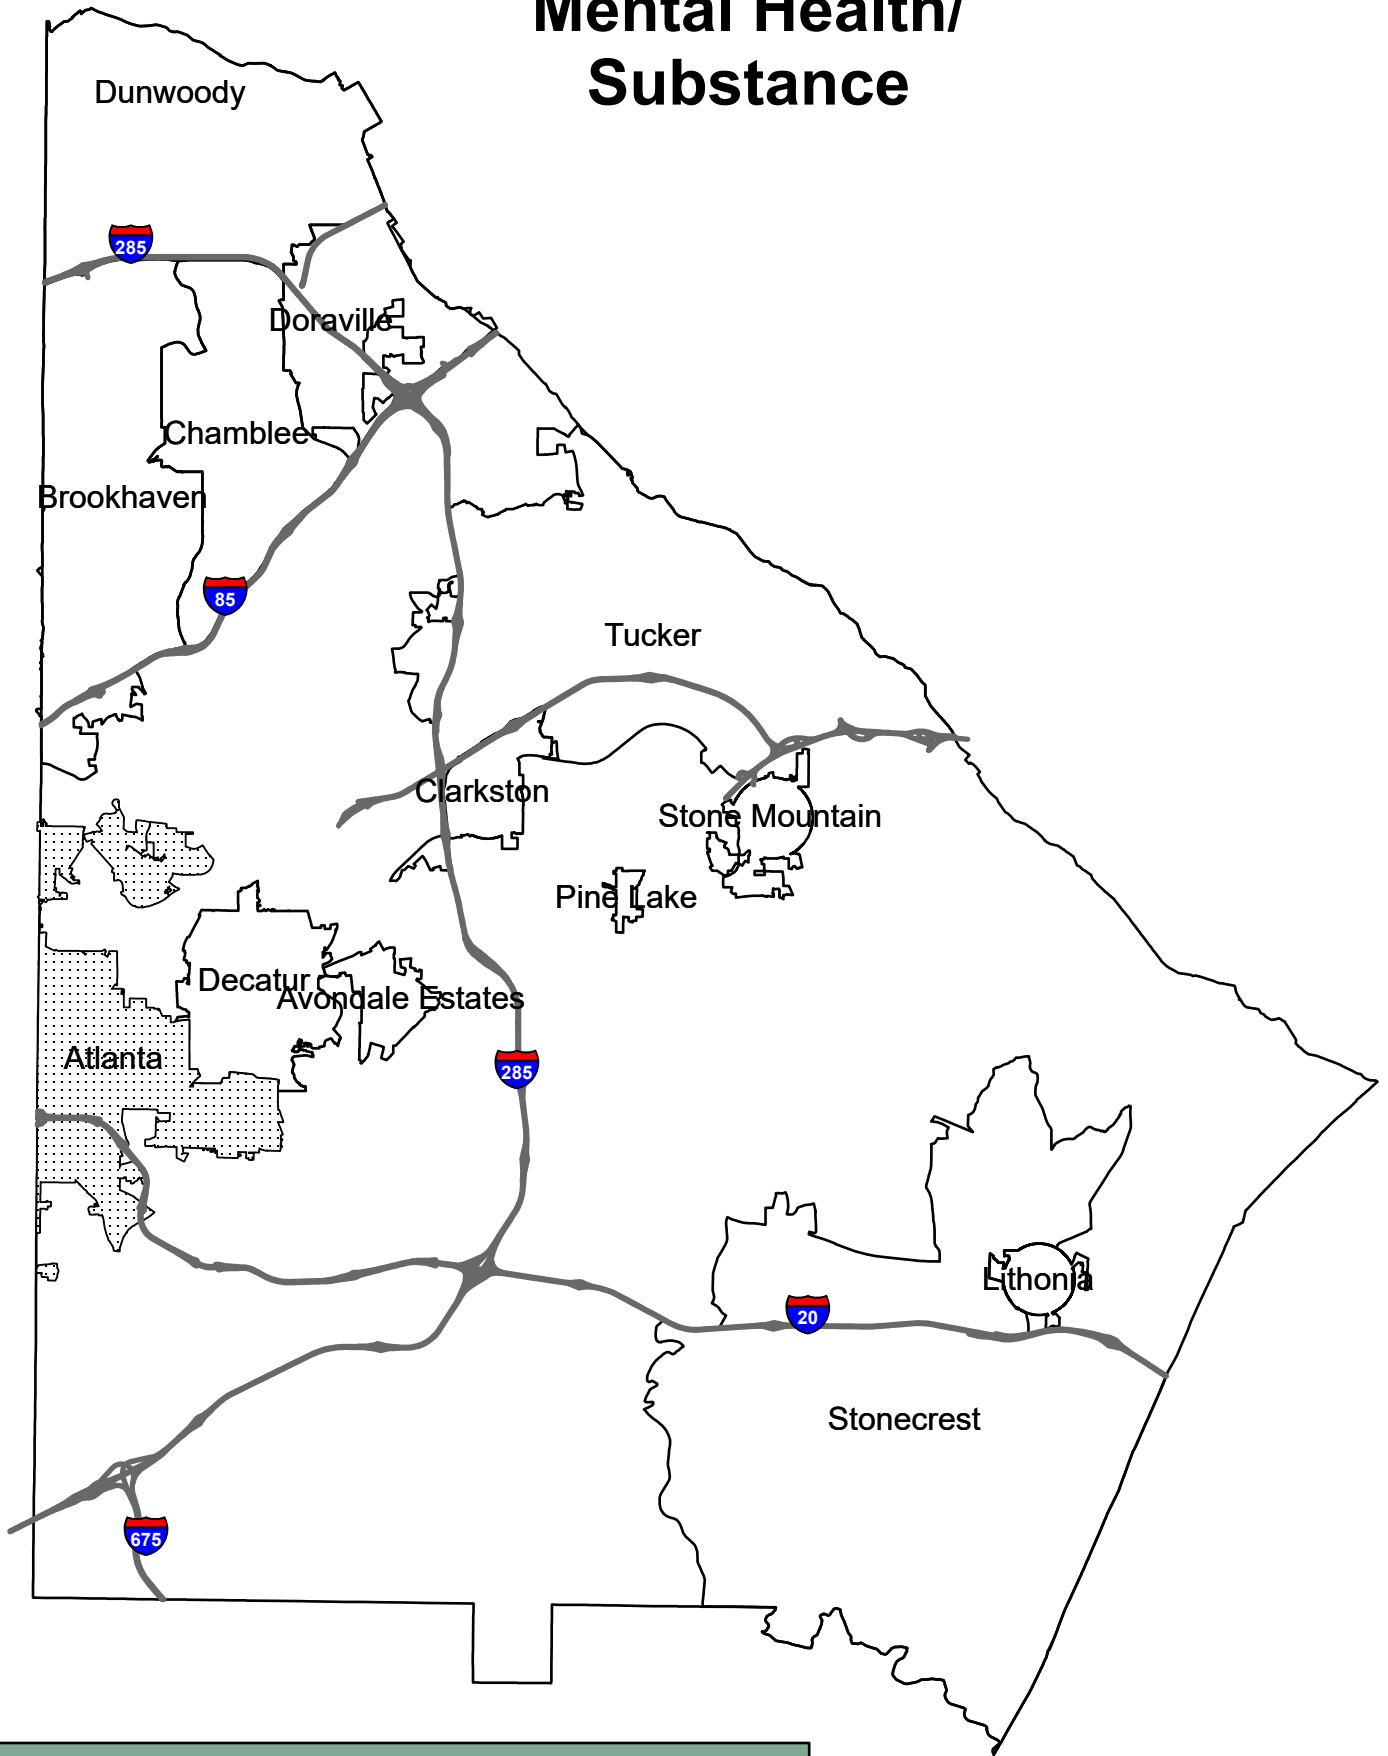 Mental Health/
Substance
Dunwoody
285
Doraville
Chamblee
Brookhaven
85
Tucker
Clarkston
Stone Mountain
Pine Lake
Decatur
Avondale Estates
Atlanta
285
Lithonia
20
Stonecrest
675